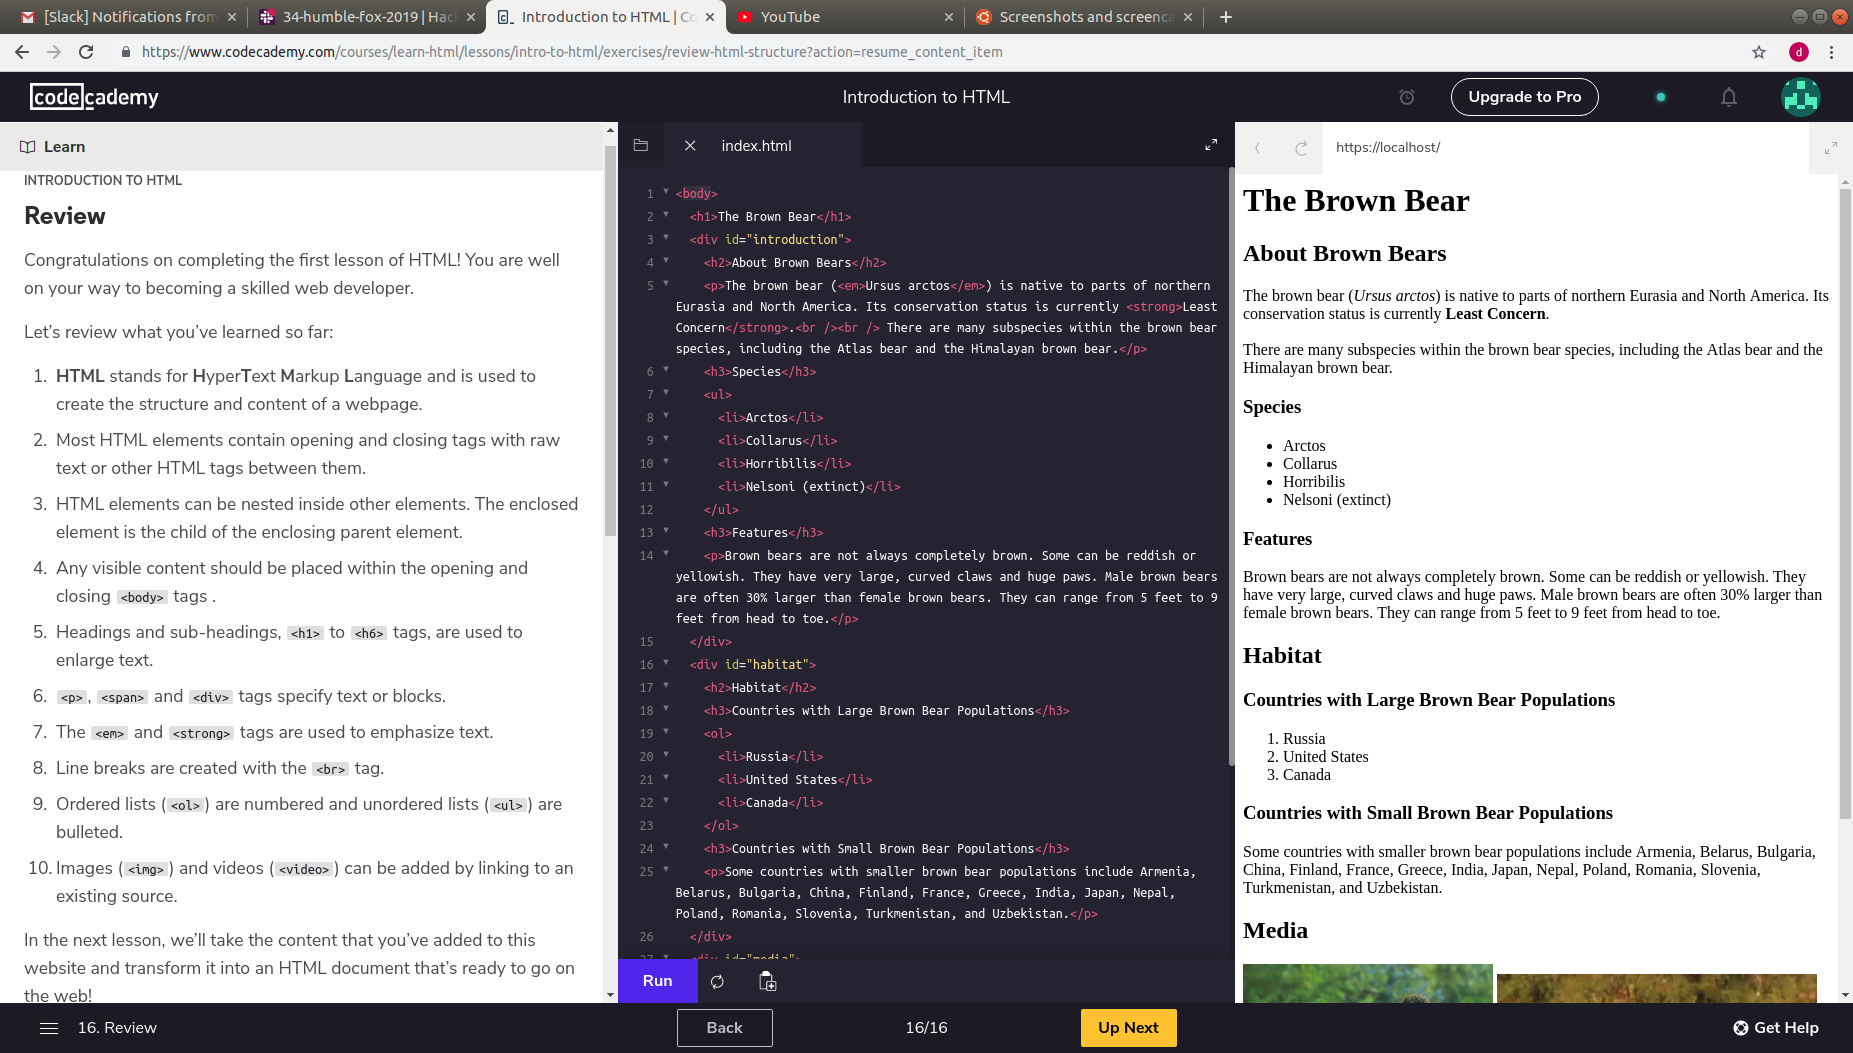 [Slack] Notifications from
34-humble-fox-2019 | Hac
Introduction to HTML | Co
YouTube
Screenshots and screenca
https://www.codecademy.com/courses/learn-html/lessons/intro-to-html/exercises/review-html-structure?action=resume_content_item
d
codecademy
Introduction to HTML
Upgrade to Pro
Learn
INTRODUCTION TO HTML
Review
Congratulations on completing the first lesson of HTML! You are well
on your way to becoming a skilled web developer.
Let's review what you've learned so far:
1. HTML stands for HyperText Markup Language and is used to
create the structure and content of a webpage.
2. Most HTML elements contain opening and closing tags with raw
text or other HTML tags between them.
3. HTML elements can be nested inside other elements. The enclosed
element is the child of the enclosing parent element.
4. Any visible content should be placed within the opening and
closing <body> tags .
5. Headings and sub-headings, <h1> to <h6> tags, are used to
enlarge text.
6. <p>, <span> and <div> tags specify text or blocks.
7. The <em> and <strong> tags are used to emphasize text.
8. Line breaks are created with the <br> tag.
9. Ordered lists (<ol>) are numbered and unordered lists (<ul>) are
bulleted.
10. Images (<img>) and videos (<video>) can be added by linking to an
existing source.
In the next lesson, we'll take the content that you've added to this
website and transform it into an HTML document that's ready to go on
the web!
index.html
1 <body>
2 <h1>The Brown Bear</h1>
3 <div id="introduction">
4 <h2>About Brown Bears</h2>
5 <p>The brown bear (<em>Ursus arctos</em>) is native to parts of northern
Eurasia and North America. Its conservation status is currently <strong>Least
Concern</strong>.<br /><br /> There are many subspecies within the brown bear
species, including the Atlas bear and the Himalayan brown bear.</p>
6 <h3>Species</h3>
7 <ul>
8 <li>Arctos</li>
9 <li>Collarus</li>
10 <li>Horribilis</li>
11 <li>Nelsoni (extinct)</li>
12 </ul>
13 <h3>Features</h3>
14 <p>Brown bears are not always completely brown. Some can be reddish or
yellowish. They have very large, curved claws and huge paws. Male brown bears
are often 30% larger than female brown bears. They can range from 5 feet to 9
feet from head to toe.</p>
15 </div>
16 <div id="habitat">
17 <h2>Habitat</h2>
18 <h3>Countries with Large Brown Bear Populations</h3>
19 <ol>
20 <li>Russia</li>
21 <li>United States</li>
22 <li>Canada</li>
23 </ol>
24 <h3>Countries with Small Brown Bear Populations</h3>
25 <p>Some countries with smaller brown bear populations include Armenia,
Belarus, Bulgaria, China, Finland, France, Greece, India, Japan, Nepal,
Poland, Romania, Slovenia, Turkmenistan, and Uzbekistan.</p>
26 </div>
27 <div id="media">
Run
https://localhost/
The Brown Bear
About Brown Bears
The brown bear (Ursus arctos) is native to parts of northern Eurasia and North America. Its
conservation status is currently Least Concern.
There are many subspecies within the brown bear species, including the Atlas bear and the
Himalayan brown bear.
Species
• Arctos
• Collarus
• Horribilis
• Nelsoni (extinct)
Features
Brown bears are not always completely brown. Some can be reddish or yellowish. They
have very large, curved claws and huge paws. Male brown bears are often 30% larger than
female brown bears. They can range from 5 feet to 9 feet from head to toe.
Habitat
Countries with Large Brown Bear Populations
1. Russia
2. United States
3. Canada
Countries with Small Brown Bear Populations
Some countries with smaller brown bear populations include Armenia, Belarus, Bulgaria,
China, Finland, France, Greece, India, Japan, Nepal, Poland, Romania, Slovenia,
Turkmenistan, and Uzbekistan.
Media
16. Review
Back
16/16
Up Next
Get Help